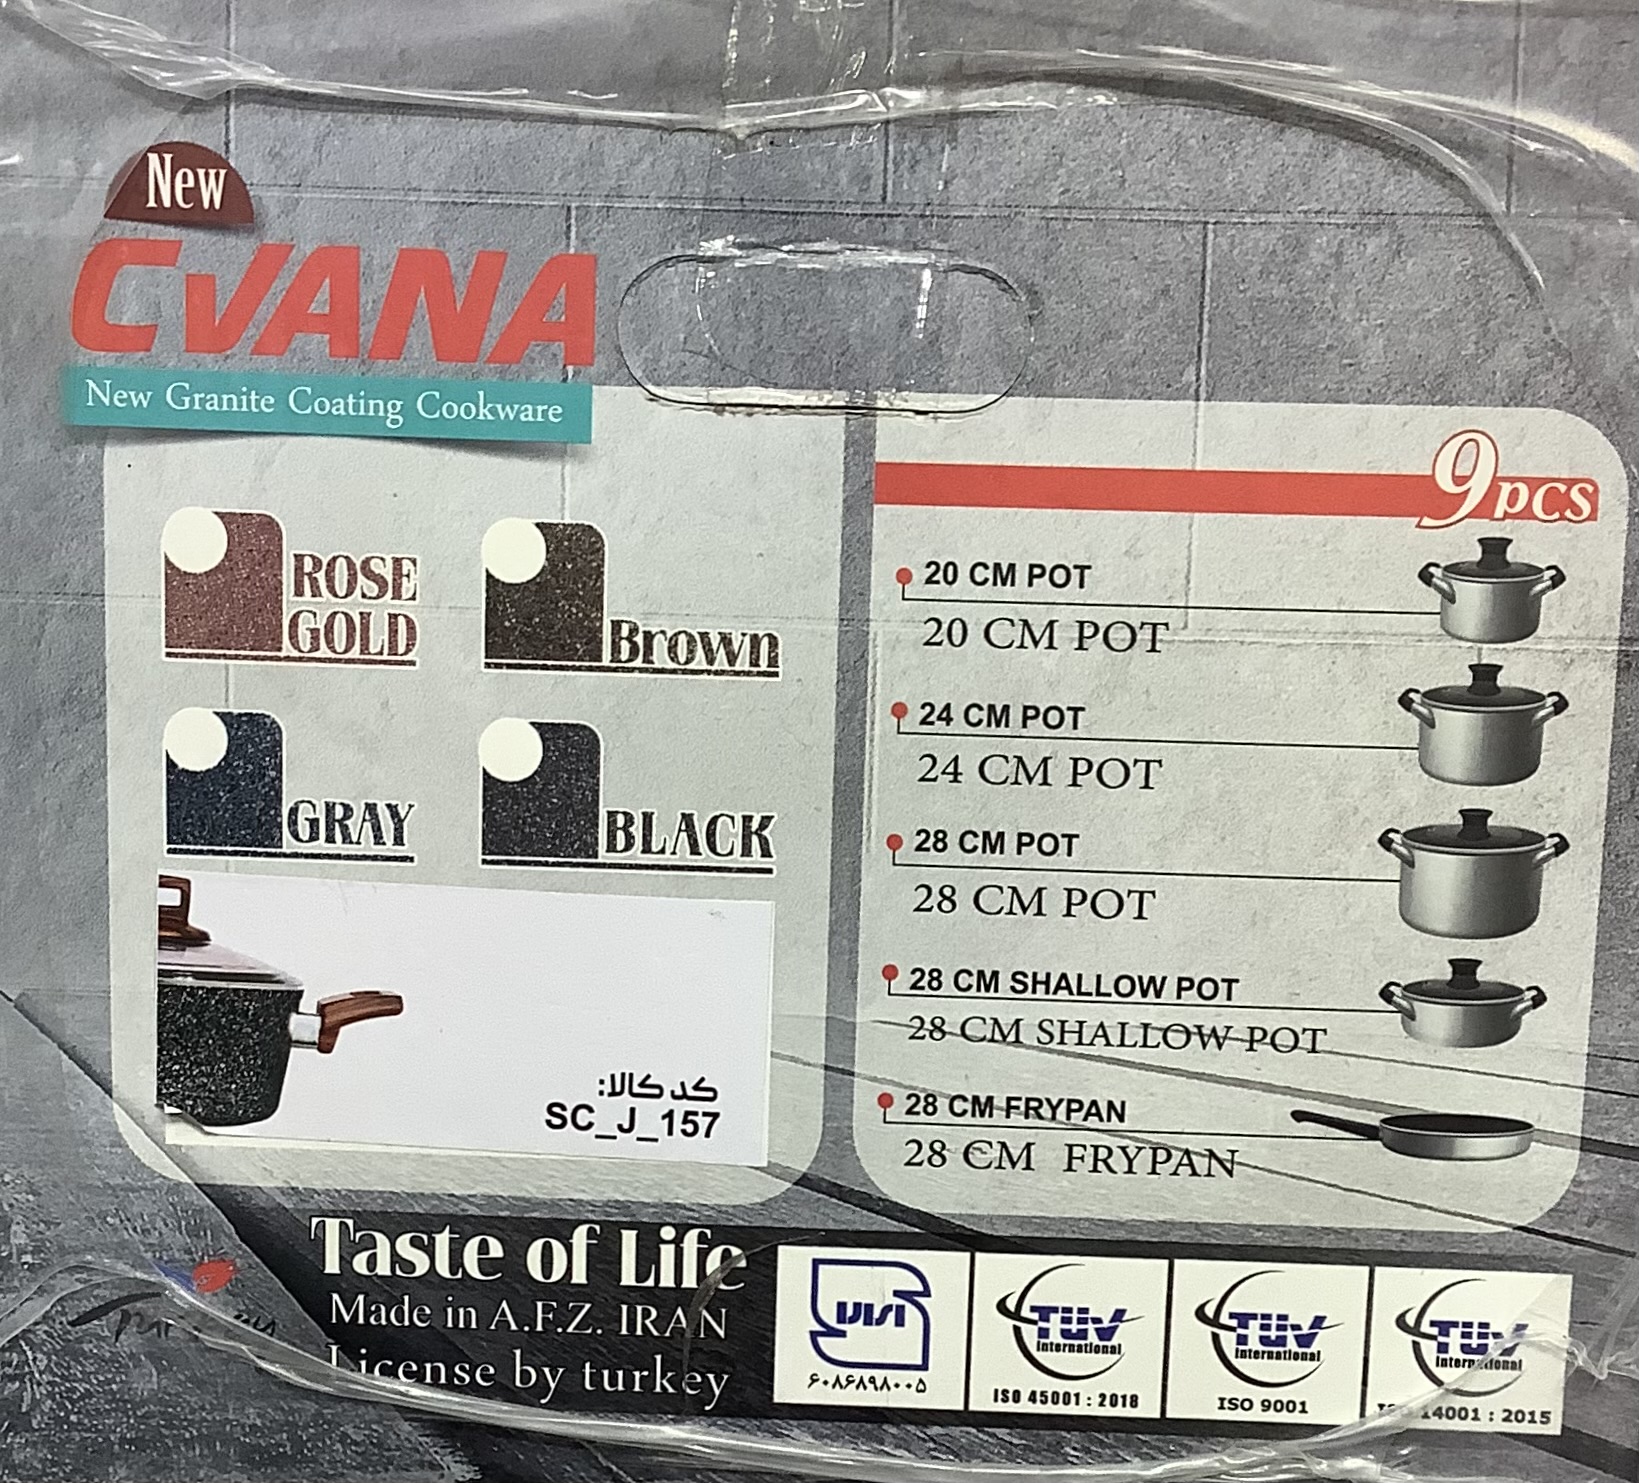 New
CVANA
New Granite Coating Cookware
ROSE
GOLD
Brown
GRAY
BLACK
کد کالا:
SC_J_157
9 PCS
20 CM POT
20 CM POT
24 CM POT
24 CM POT
28 CM POT
28 CM POT
28 CM SHALLOW POT
28 CM SHALLOW POT
28 CM FRYPAN
28 CM FRYPAN
Taste of Life
Made in A.F.Z. IRAN
License by turkey
۶۰۸۶۸۹۸۰۰۵
TÜV
International
ISO 45001 : 2018
TÜV
International
ISO 9001
TÜV
International
ISO 14001 : 2015